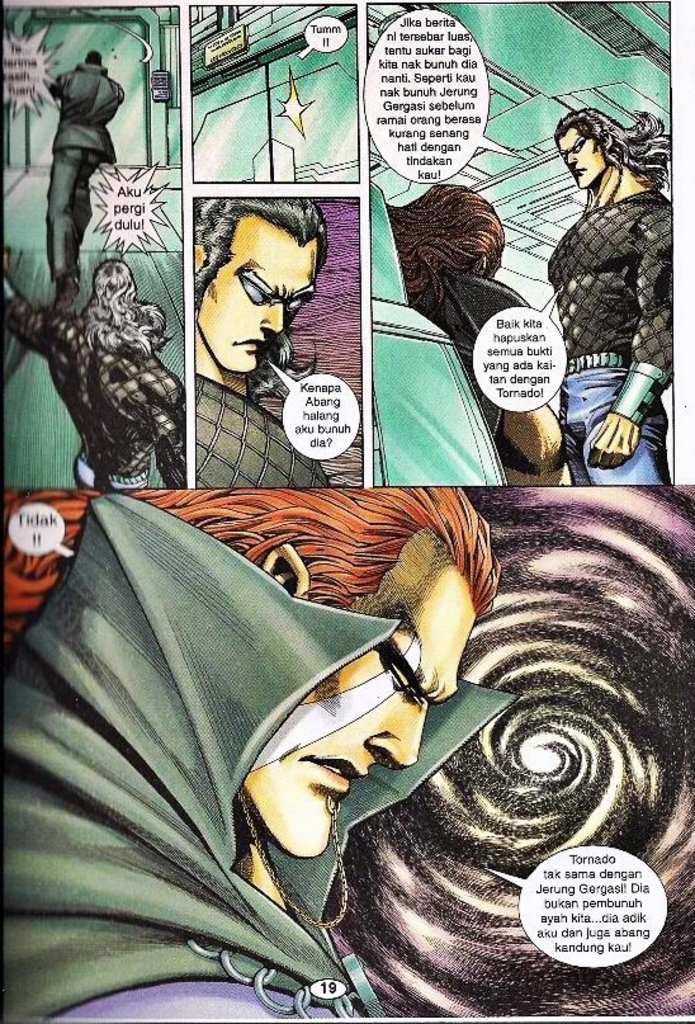 erima
asih
Aku
pergi
dulu!
Tumm
!!
Kenapa
Abang
halang
aku bunuh
dia?
Jika berita
ni tersebar luas,
tentu sukar bagi
kita nak bunuh dia
nanti. Seperti kau
nak bunuh Jerung
Gergasi sebelum
ramai orang berasa
kurang senang
hati dengan
tindakan
kau!
Baik kita
hapuskan
semua bukti
yang ada kai-
tan dengan
Tornado!
Tidak
!!
Tornado
tak sama dengan
Jerung Gergasi! Dia
bukan pembunuh
ayah kita...dia adik
aku dan juga abang
kandung kau!
19